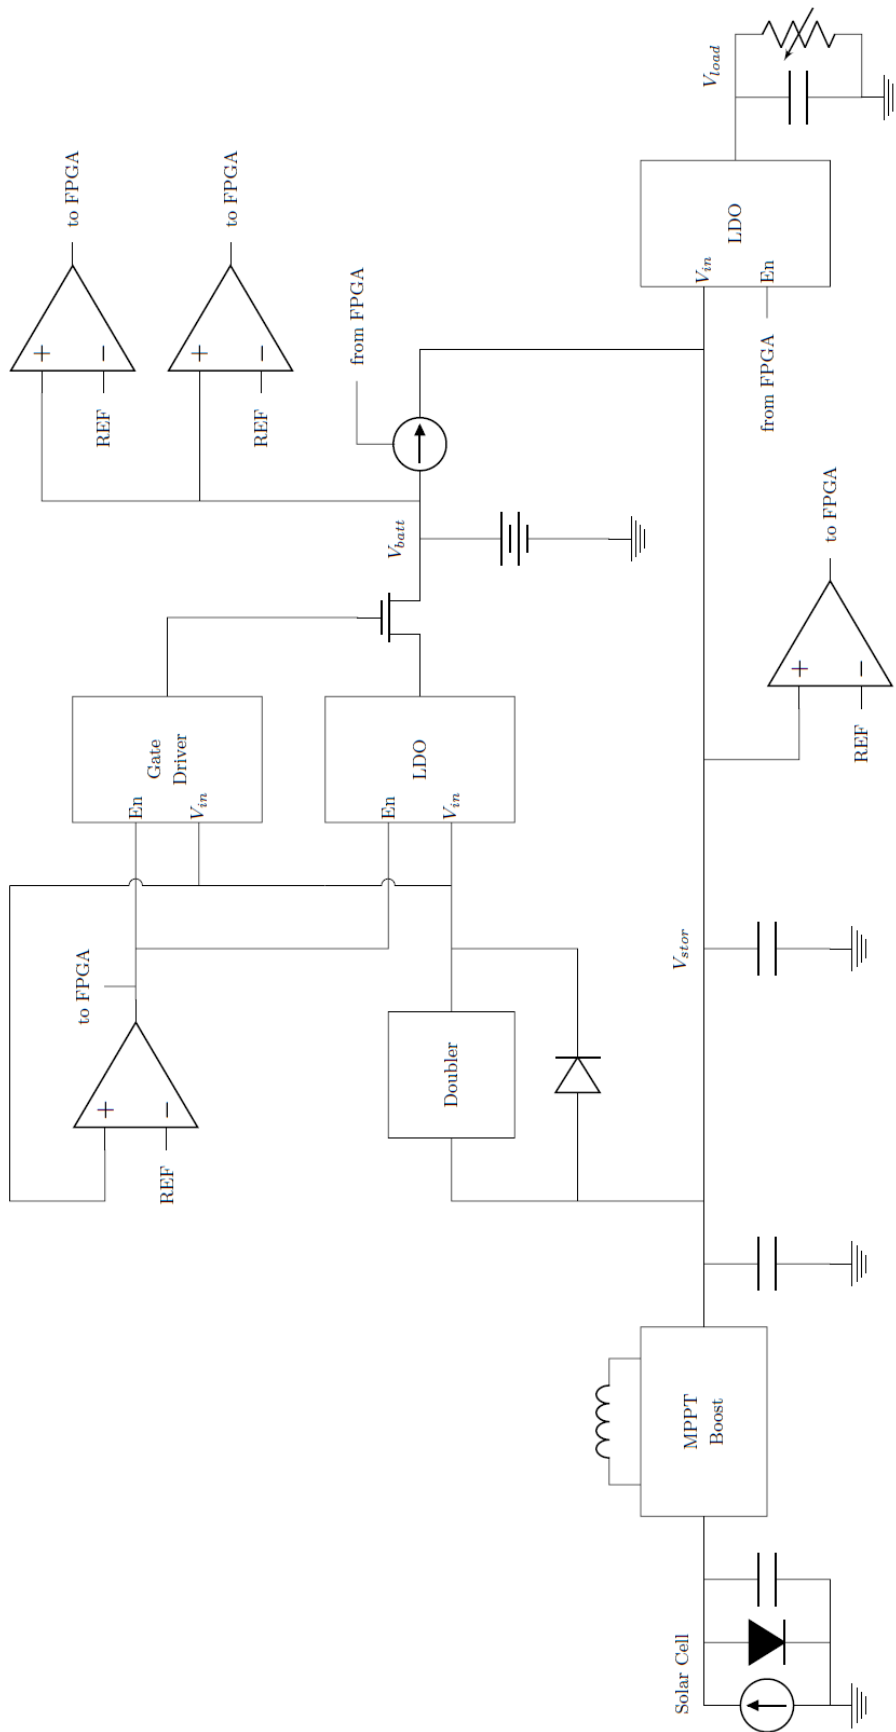 to FPGA
to FPGA
+
−
REF
+
−
REF
from FPGA
V_load
LDO
V_in
En
from FPGA
V_batt
Gate
Driver
En
V_in
LDO
En
V_in
to FPGA
+
−
REF
to FPGA
+
−
REF
Doubler
V_stor
MPPT
Boost
Solar Cell